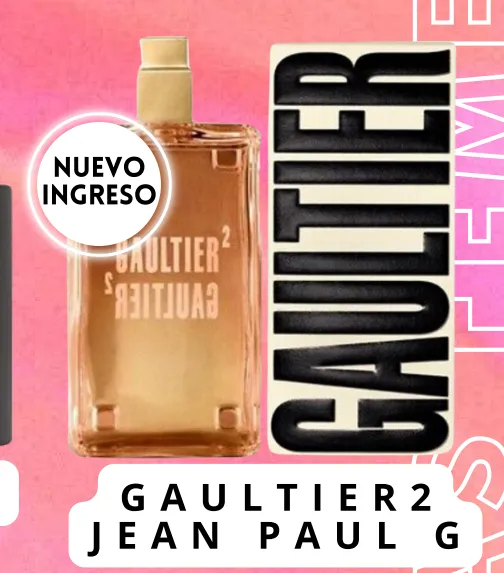 NUEVO
INGRESO
GAULTIER²
GAULTIER²
GAULTIER
GAULTIER2
JEAN PAUL G